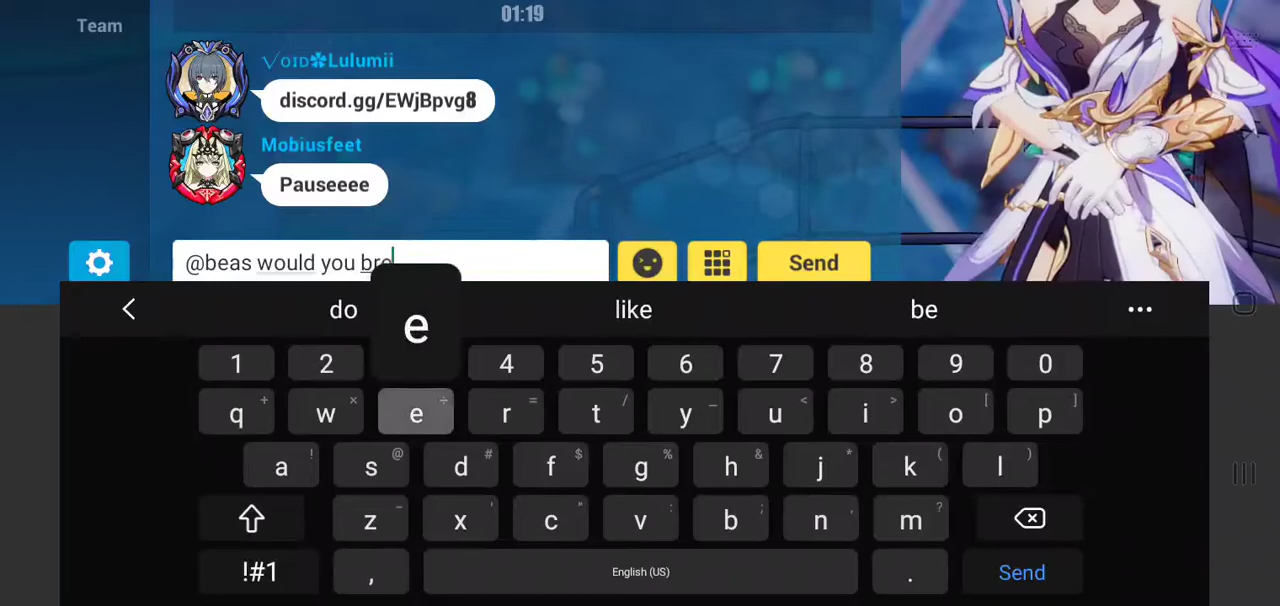 01:19
Team
√OID✽Lulumii
discord.gg/EWjBpvg8
Mobiusfeet
Pauseeee
@beas would you bre
Send
do like be
e
1 2 4 5 6 7 8 9 0
q + w × e ÷ r = t / y _ u < i > o [ p ]
a ! s @ d # f $ g % h & j * k ( l )
z - x ' c " v : b ; n , m ?
!#1 , English (US) . Send